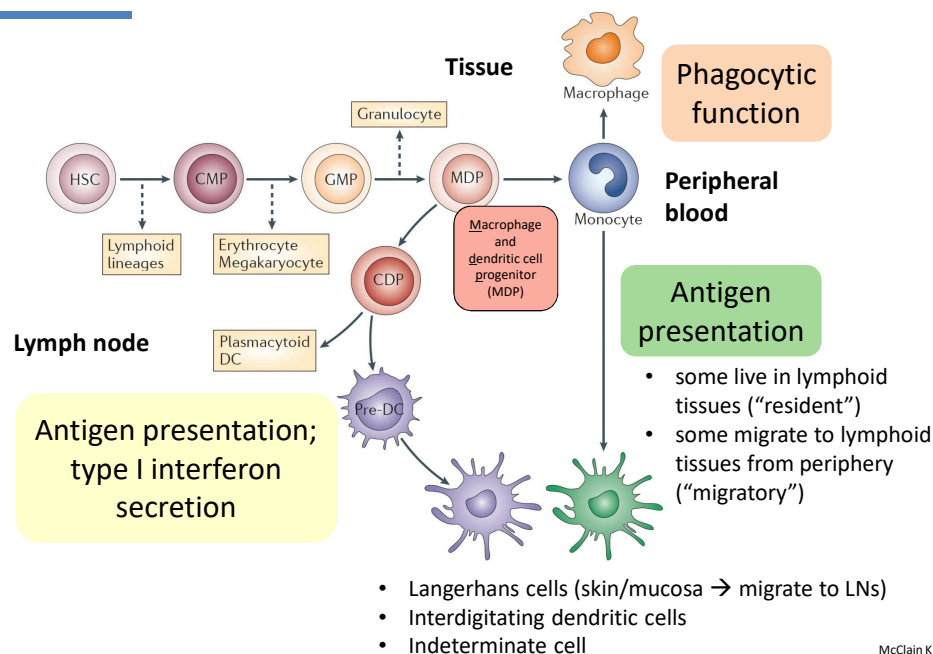 Tissue
Macrophage
Phagocytic
function
Granulocyte
HSC
CMP
GMP
MDP
Monocyte
Peripheral
blood
Lymphoid
lineages
Erythrocyte
Megakaryocyte
Macrophage
and
dendritic cell
progenitor
(MDP)
CDP
Antigen
presentation
Lymph node
Plasmacytoid
DC
• some live in lymphoid
tissues (“resident”)
• some migrate to lymphoid
tissues from periphery
(“migratory”)
Pre-DC
Antigen presentation;
type I interferon
secretion
• Langerhans cells (skin/mucosa → migrate to LNs)
• Interdigitating dendritic cells
• Indeterminate cell
McClain K